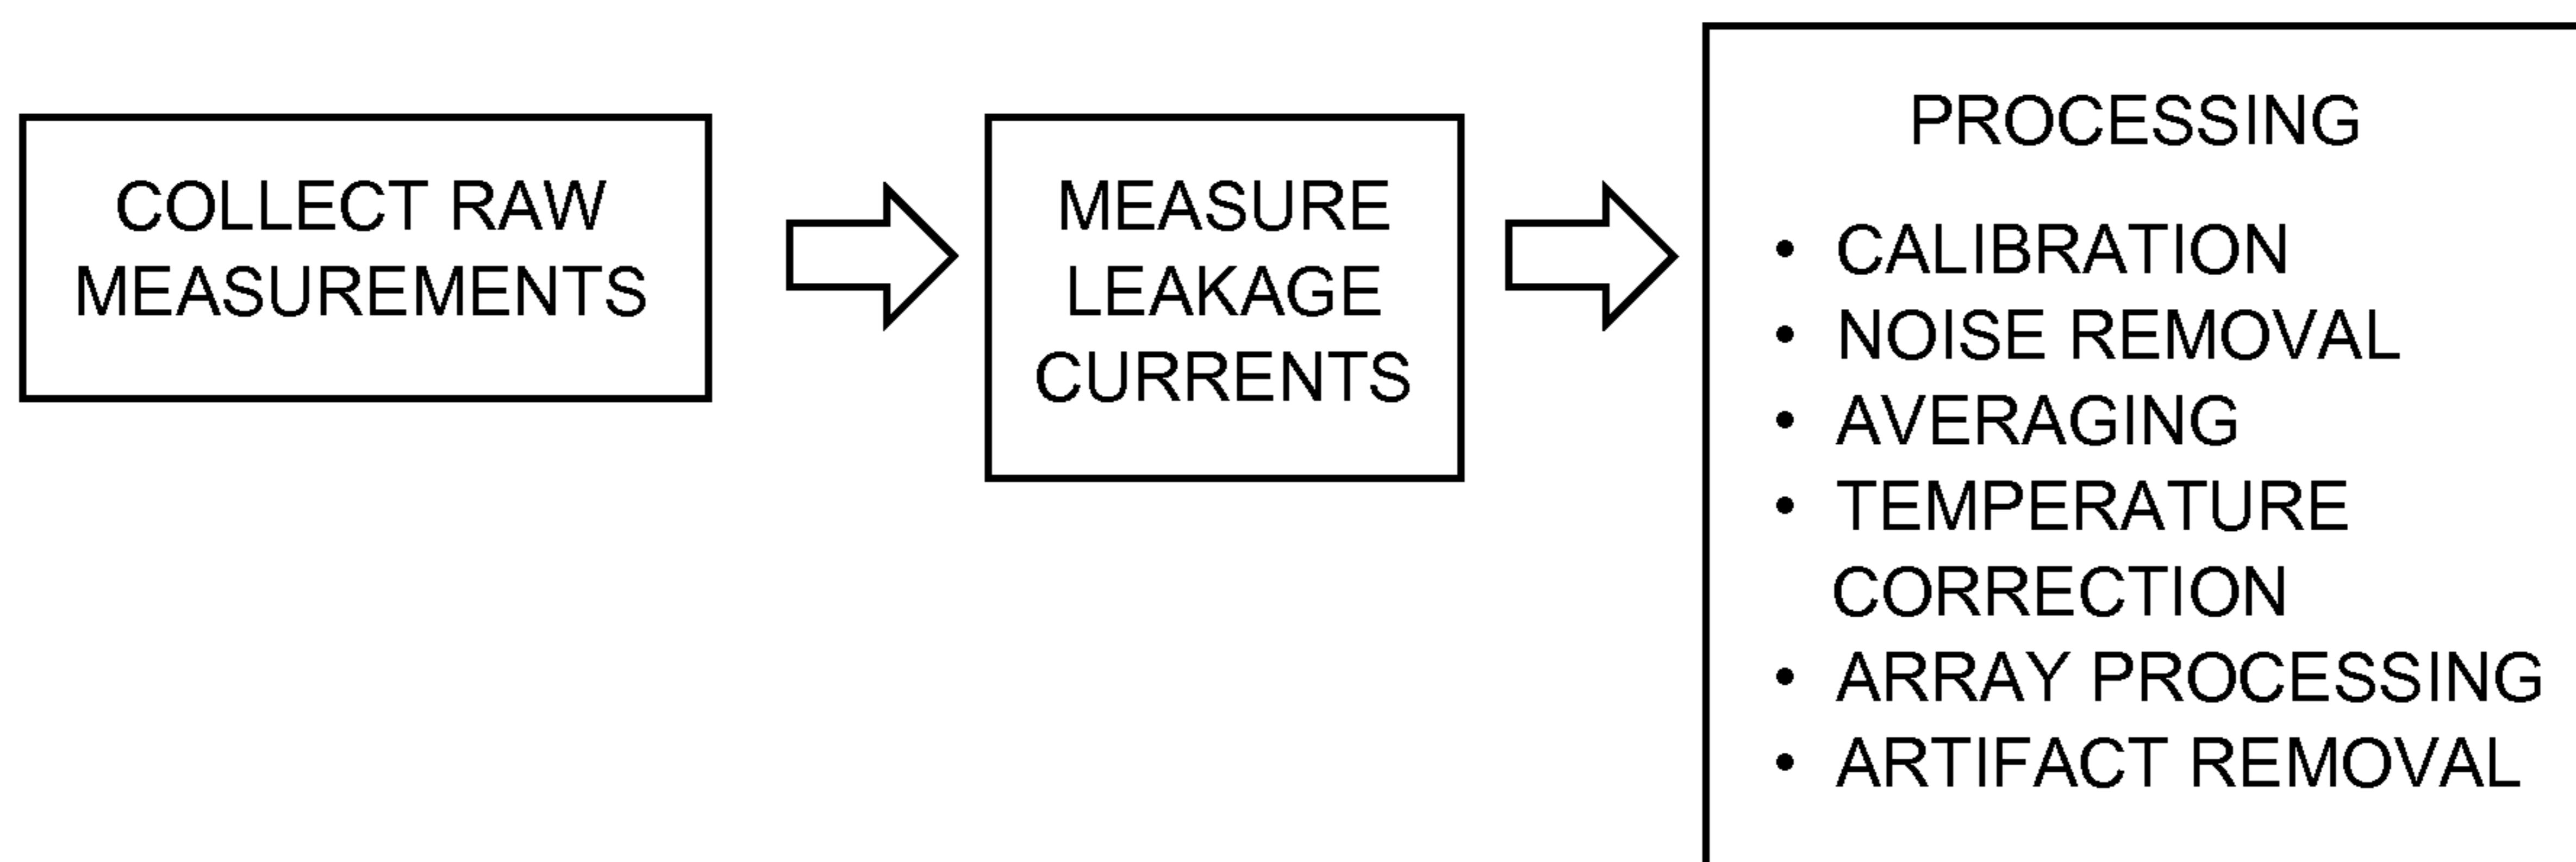 COLLECT RAW
MEASUREMENTS
MEASURE
LEAKAGE
CURRENTS
PROCESSING
• CALIBRATION
• NOISE REMOVAL
• AVERAGING
• TEMPERATURE
CORRECTION
• ARRAY PROCESSING
• ARTIFACT REMOVAL